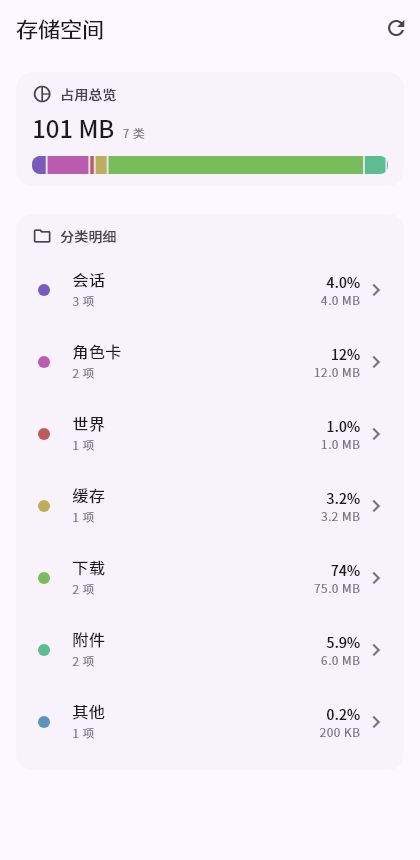 存储空间
占用总览
101 MB 7 类
分类明细
会话
4.0%
3 项
4.0 MB
角色卡
12%
2 项
12.0 MB
世界
1.0%
1 项
1.0 MB
缓存
3.2%
1 项
3.2 MB
下载
74%
2 项
75.0 MB
附件
5.9%
2 项
6.0 MB
其他
0.2%
1 项
200 KB